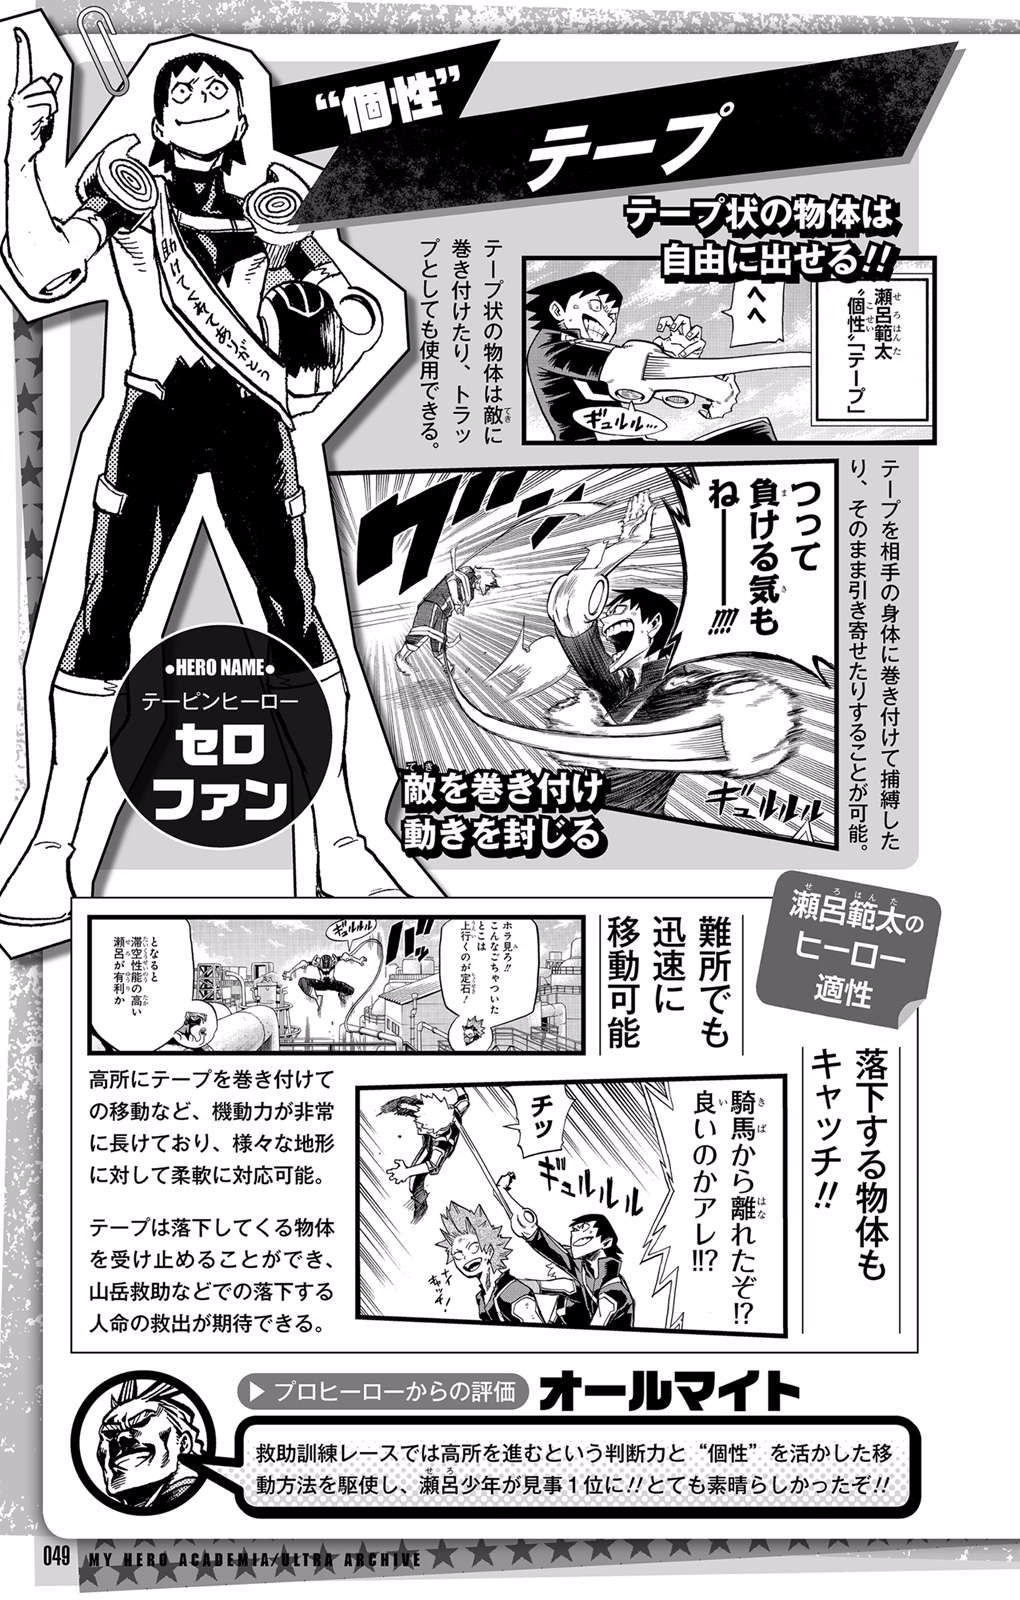 “個性”
テープ
テープ状の物体は
自由に出せる!!
テープ状の物体は敵に
巻き付けたり、トラッ
プとしても使用できる。
瀬呂範太
“個性”「テープ」
へへ
ギュルル…
助けてくれてありがとう
テープを相手の身体に巻き付けて捕縛した
り、そのまま引き寄せたりすることが可能。
つって
負ける気も
ねーーー!!!!!
グン
ギュルルル
敵を巻き付け
動きを封じる
●HERO NAME●
テーピンヒーロー
セロ
ファン
瀬呂範太の
ヒーロー
適性
難所でも
迅速に
移動可能
ホラ見ろ!!
こんなごちゃついた
とこは
上行くのが定石!
ギュルルル
バッ
となると
滞空性能の高い
瀬呂が有利か
高所にテープを巻き付けて
の移動など、機動力が非常
に長けており、様々な地形
に対して柔軟に対応可能。
落下する物体も
キャッチ!!
騎馬から離れたぞ!?
良いのかアレ!!?
チッ
ギュルルル
テープは落下してくる物体
を受け止めることができ、
山岳救助などでの落下する
人命の救出が期待できる。
▶プロヒーローからの評価
オールマイト
救助訓練レースでは高所を進むという判断力と“個性”を活かした移
動方法を駆使し、瀬呂少年が見事1位に!!とても素晴らしかったぞ!!
049 MY HERO ACADEMIA/ULTRA ARCHIVE